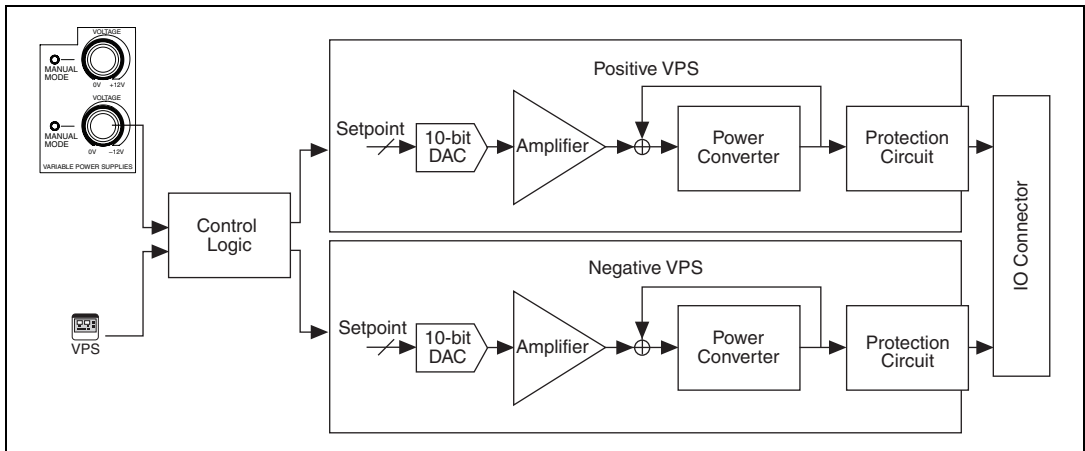 VOLTAGE
MANUAL
MODE
0V +12V
VOLTAGE
MANUAL
MODE
0V –12V
VARIABLE POWER SUPPLIES
VPS
Control
Logic
Positive VPS
Setpoint
10-bit
DAC
Amplifier
Power
Converter
Protection
Circuit
Negative VPS
Setpoint
10-bit
DAC
Amplifier
Power
Converter
Protection
Circuit
IO Connector